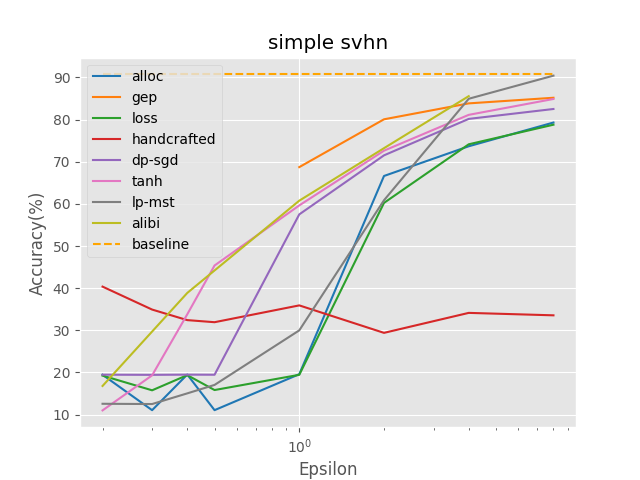 simple svhn
alloc
gep
loss
handcrafted
dp-sgd
tanh
lp-mst
alibi
baseline
Accuracy(%)
90
80
70
60
50
40
30
20
10
10⁰
Epsilon